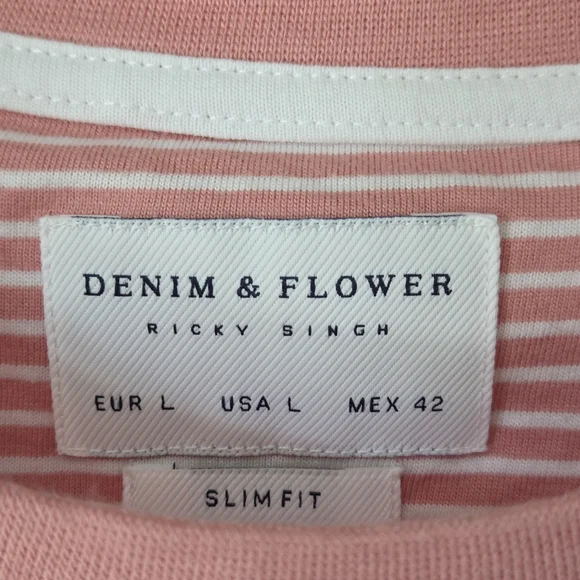 DENIM & FLOWER
RICKY SINGH
EUR L USA L MEX 42
SLIM FIT